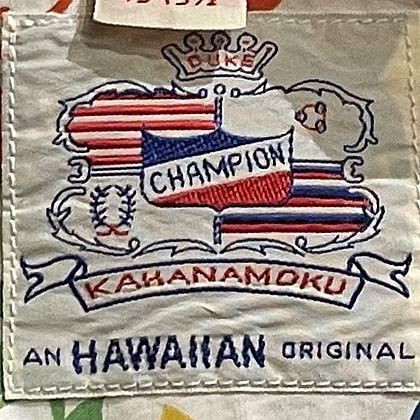 DUKE
CHAMPION
KAHANAMOKU
AN HAWAIIAN ORIGINAL